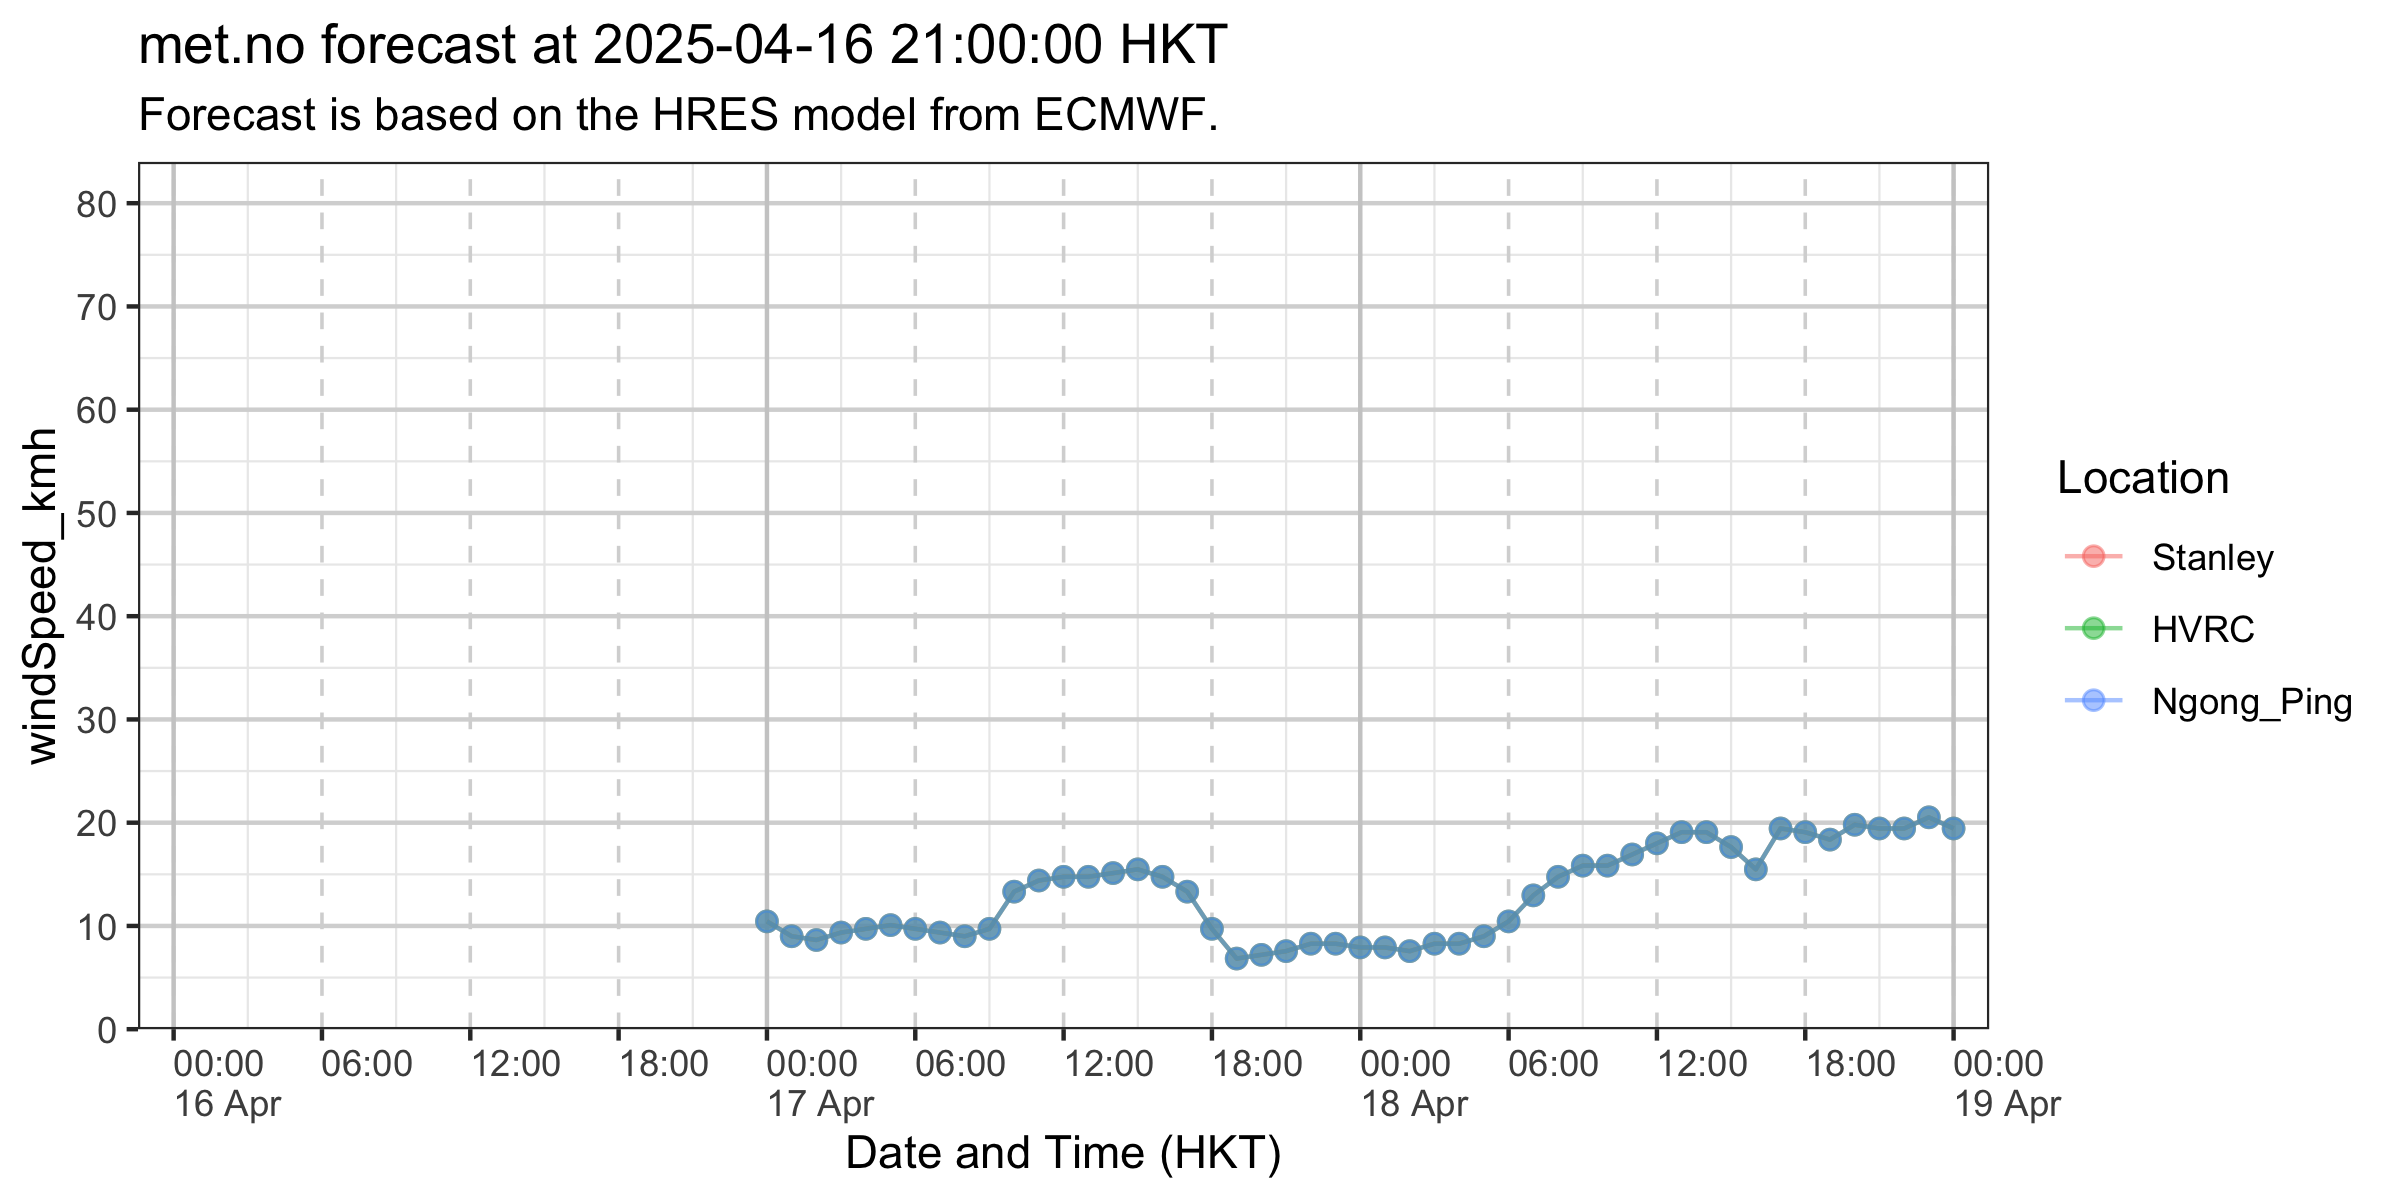 met.no forecast at 2025-04-16 21:00:00 HKT
Forecast is based on the HRES model from ECMWF.
windSpeed_kmh
80
70
60
50
40
30
20
10
0
00:00 06:00 12:00 18:00 00:00 06:00 12:00 18:00 00:00 06:00 12:00 18:00 00:00
16 Apr 17 Apr 18 Apr 19 Apr
Date and Time (HKT)
Location
Stanley
HVRC
Ngong_Ping